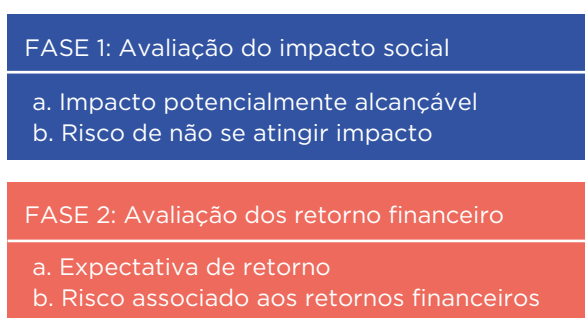 FASE 1: Avaliação do impacto social
a. Impacto potencialmente alcançável
b. Risco de não se atingir impacto
FASE 2: Avaliação dos retorno financeiro
a. Expectativa de retorno
b. Risco associado aos retornos financeiros